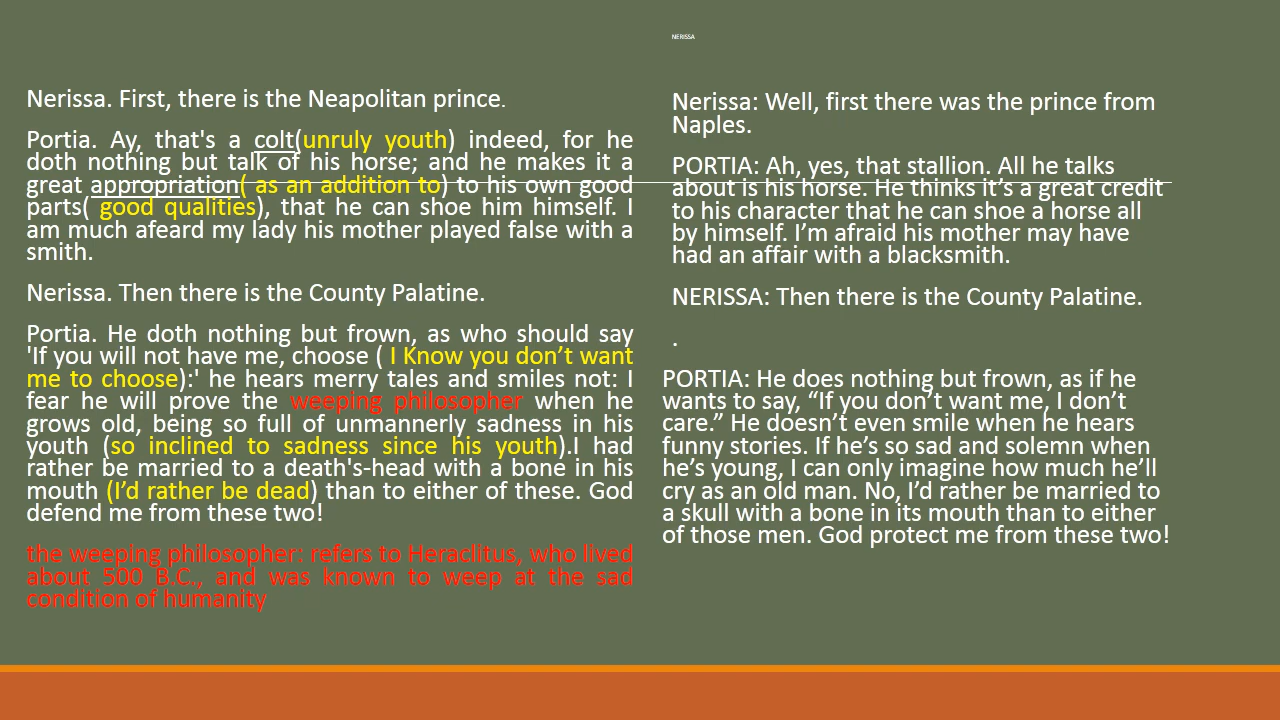 NERISSA
Nerissa. First, there is the Neapolitan prince.
Portia. Ay, that's a colt(unruly youth) indeed, for he
doth nothing but talk of his horse; and he makes it a
great appropriation( as an addition to) to his own good
parts( good qualities), that he can shoe him himself. I
am much afeard my lady his mother played false with a
smith.
Nerissa. Then there is the County Palatine.
Portia. He doth nothing but frown, as who should say
'If you will not have me, choose ( I Know you don’t want
me to choose):' he hears merry tales and smiles not: I
fear he will prove the weeping philosopher when he
grows old, being so full of unmannerly sadness in his
youth (so inclined to sadness since his youth).I had
rather be married to a death's-head with a bone in his
mouth (I’d rather be dead) than to either of these. God
defend me from these two!
the weeping philosopher: refers to Heraclitus, who lived
about 500 B.C., and was known to weep at the sad
condition of humanity
Nerissa: Well, first there was the prince from
Naples.
PORTIA: Ah, yes, that stallion. All he talks
about is his horse. He thinks it’s a great credit
to his character that he can shoe a horse all
by himself. I’m afraid his mother may have
had an affair with a blacksmith.
NERISSA: Then there is the County Palatine.
.
PORTIA: He does nothing but frown, as if he
wants to say, “If you don’t want me, I don’t
care.” He doesn’t even smile when he hears
funny stories. If he’s so sad and solemn when
he’s young, I can only imagine how much he’ll
cry as an old man. No, I’d rather be married to
a skull with a bone in its mouth than to either
of those men. God protect me from these two!